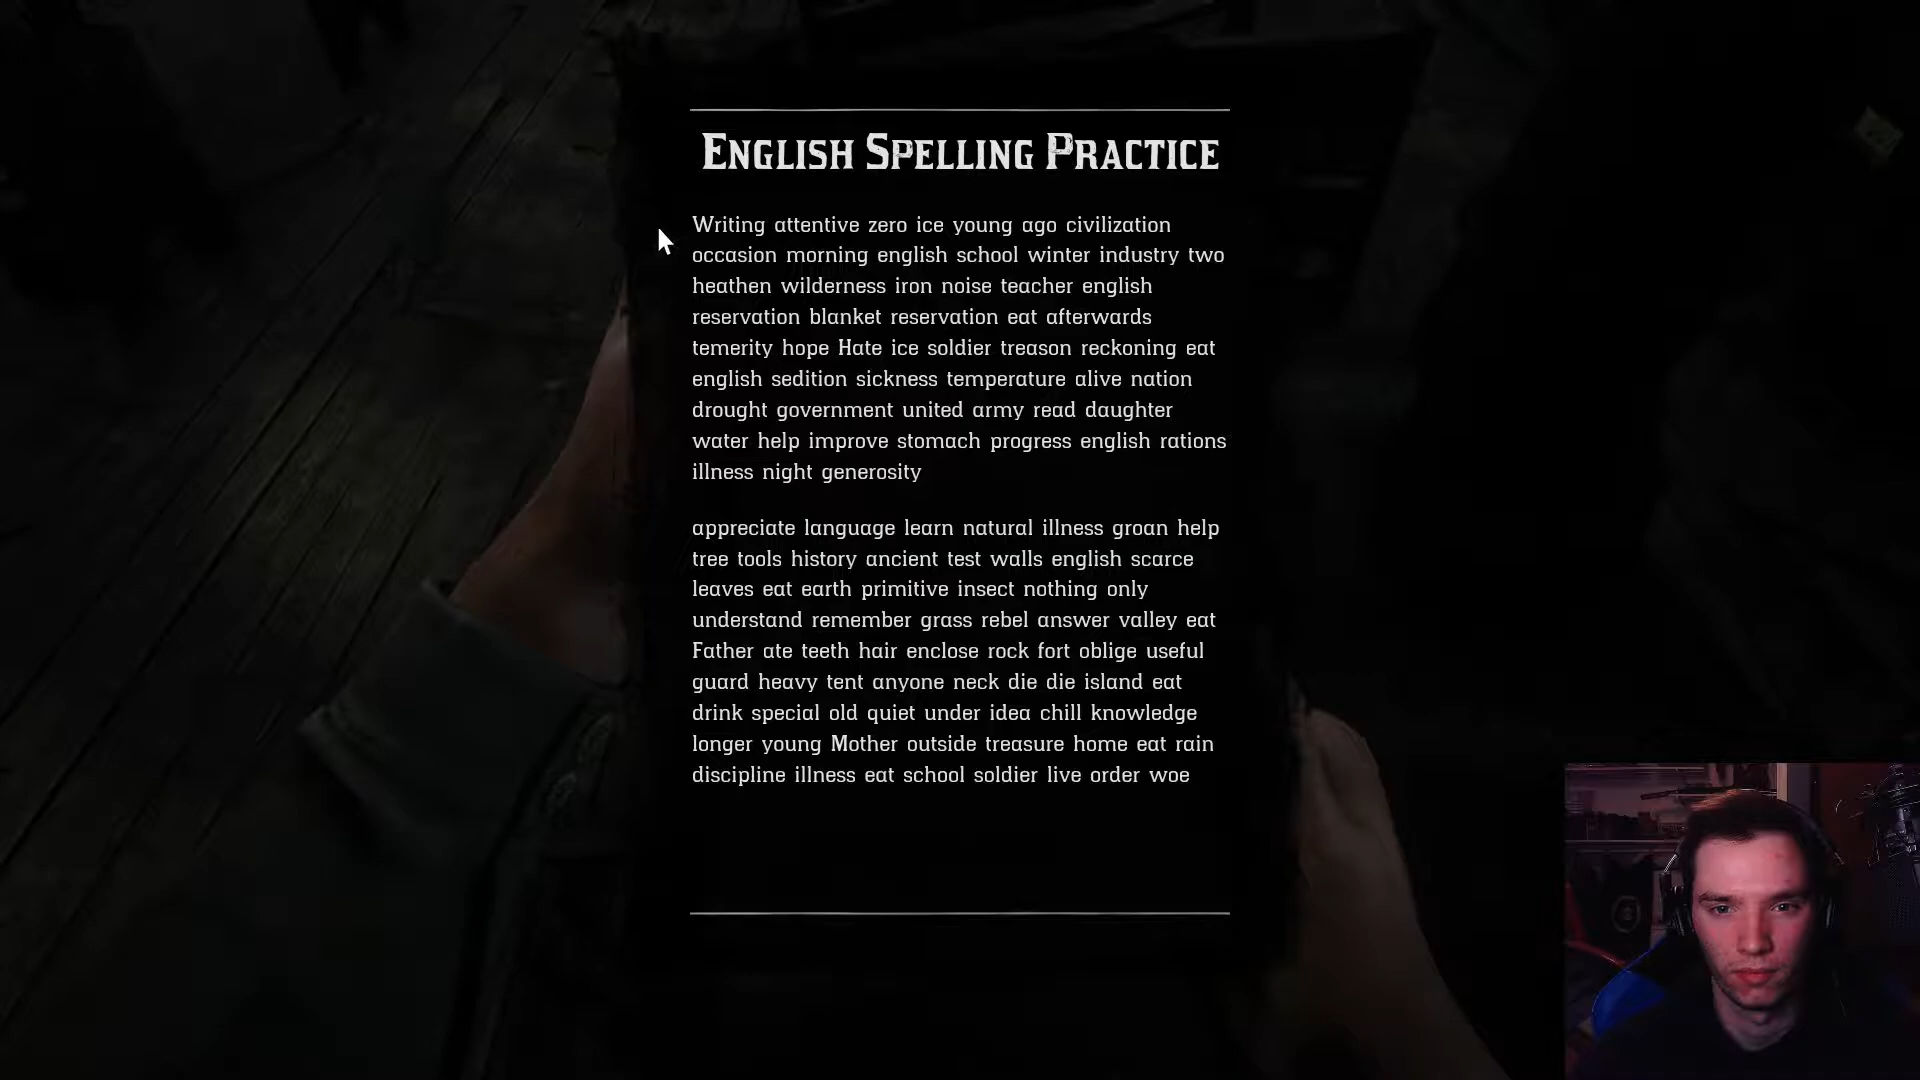 English Spelling Practice
Writing attentive zero ice young ago civilization
occasion morning english school winter industry two
heathen wilderness iron noise teacher english
reservation blanket reservation eat afterwards
temerity hope Hate ice soldier treason reckoning eat
english sedition sickness temperature alive nation
drought government united army read daughter
water help improve stomach progress english rations
illness night generosity
appreciate language learn natural illness groan help
tree tools history ancient test walls english scarce
leaves eat earth primitive insect nothing only
understand remember grass rebel answer valley eat
Father ate teeth hair enclose rock fort oblige useful
guard heavy tent anyone neck die die island eat
drink special old quiet under idea chill knowledge
longer young Mother outside treasure home eat rain
discipline illness eat school soldier live order woe